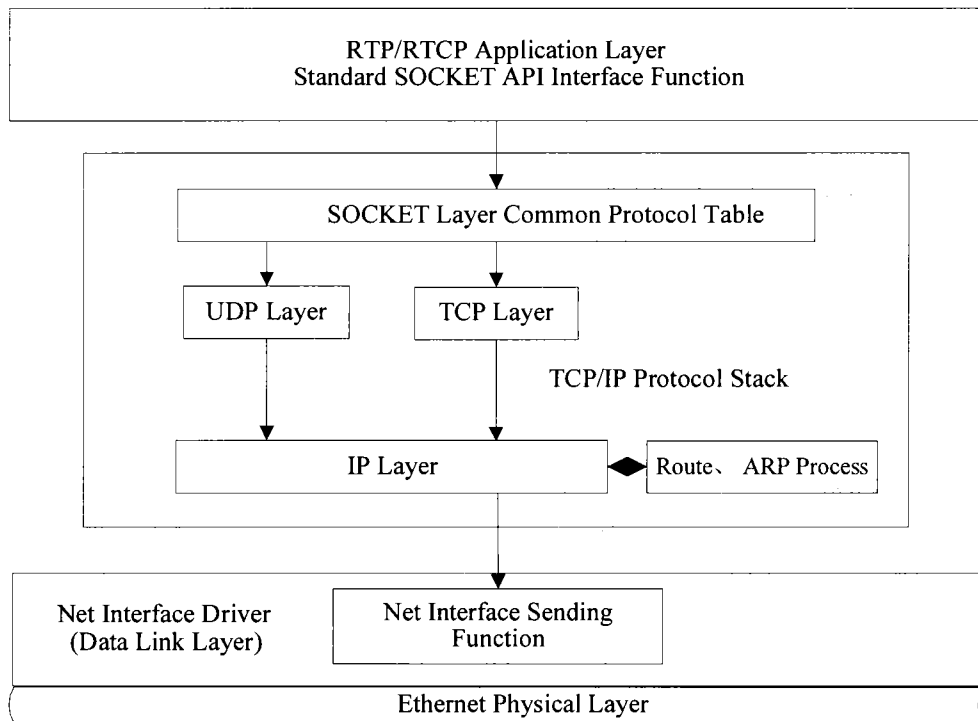 RTP/RTCP Application Layer
Standard SOCKET API Interface Function
SOCKET Layer Common Protocol Table
UDP Layer
TCP Layer
TCP/IP Protocol Stack
IP Layer
Route、 ARP Process
Net Interface Driver
(Data Link Layer)
Net Interface Sending
Function
Ethernet Physical Layer